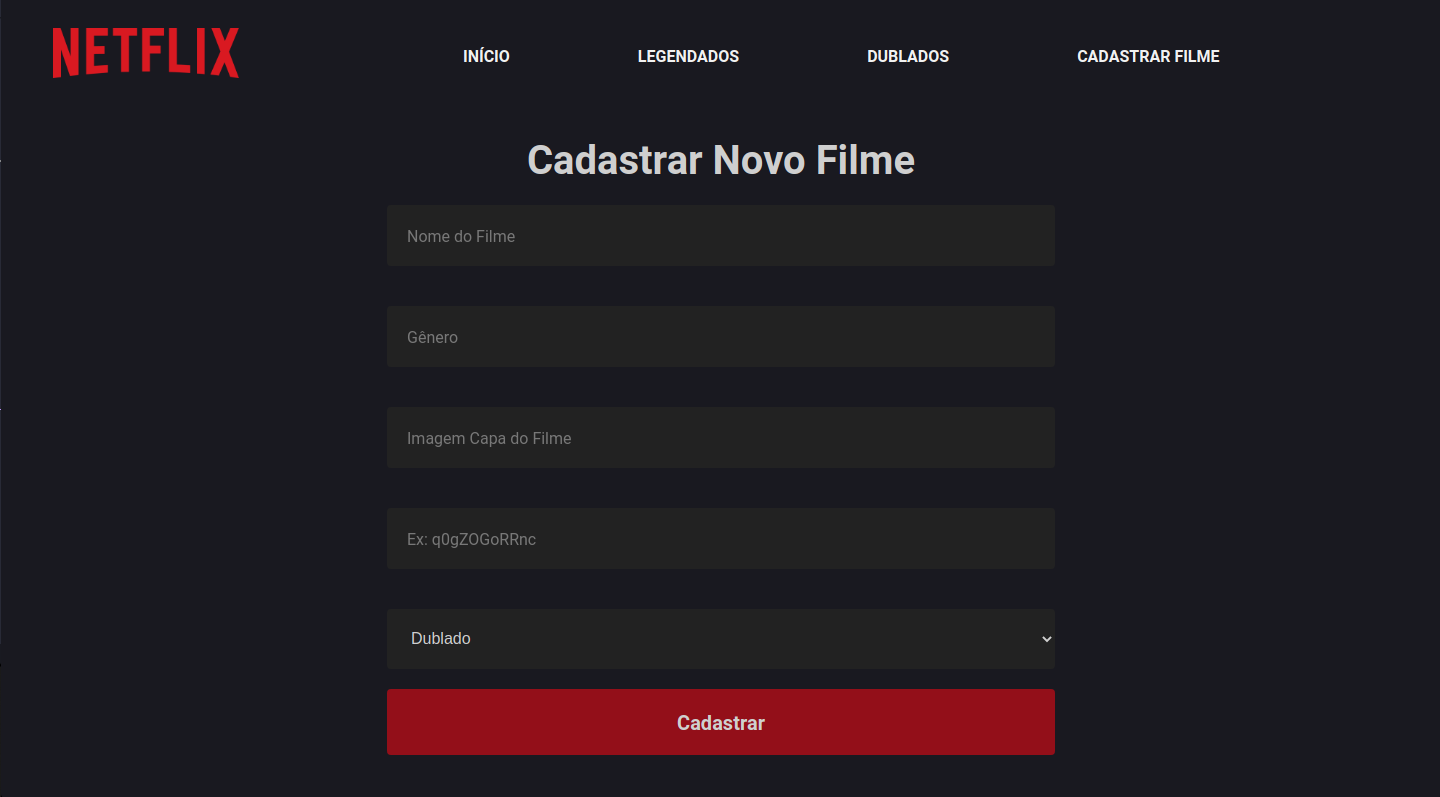 NETFLIX
INÍCIO LEGENDADOS DUBLADOS CADASTRAR FILME
Cadastrar Novo Filme
Nome do Filme
Gênero
Imagem Capa do Filme
Ex: q0gZOGoRRnc
Dublado
Cadastrar